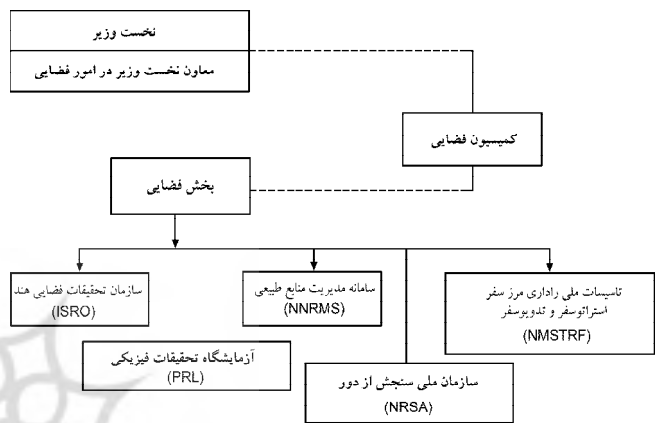 نخست وزیر
معاون نخست وزیر در امور فضایی
کمیسیون فضایی
بخش فضایی
سازمان تحقیقات فضایی هند
(ISRO)
سامانه مدیریت منابع طبیعی
(NNRMS)
تاسیسات ملی راداری مرز سفر
استراتوسفر و تدوپوسفر
(NMSTRF)
آزمایشگاه تحقیقات فیزیکی
(PRL)
سازمان ملی سنجش از دور
(NRSA)